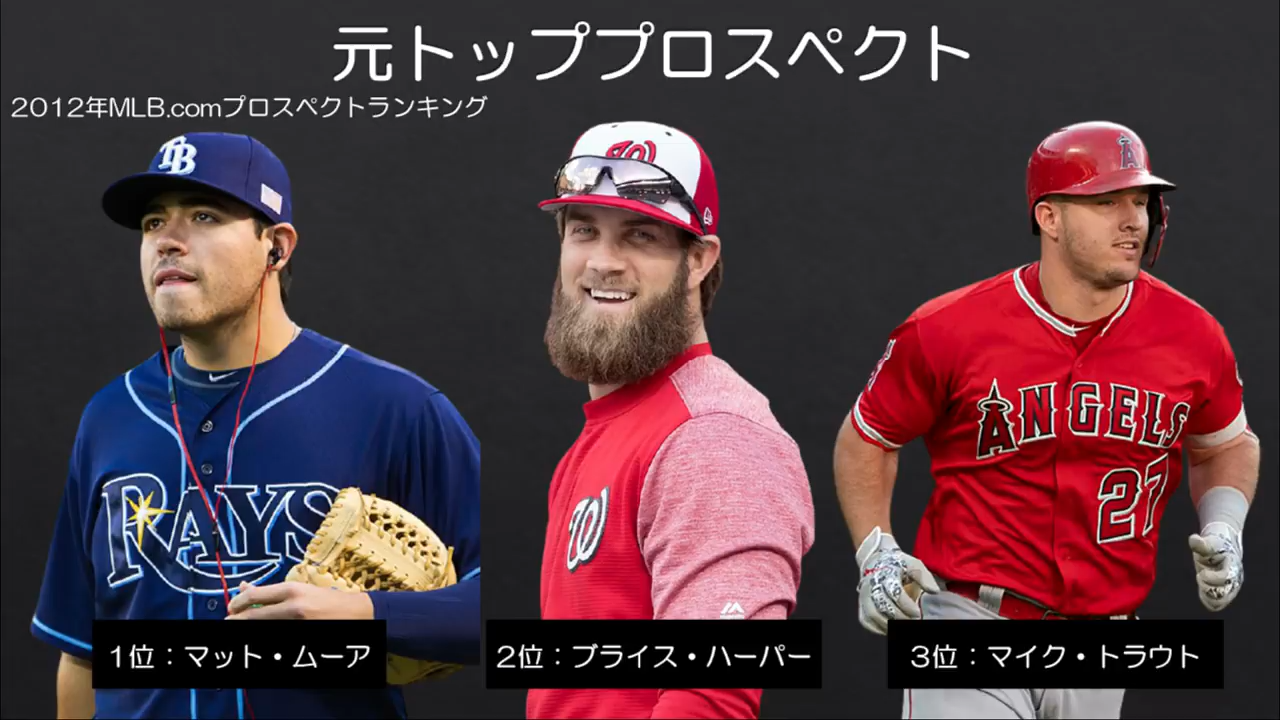 元トッププロスペクト
2012年MLB.comプロスペクトランキング
TB
W
A
RAYS
W
ANGELS
27
1位：マット・ムーア
2位：ブライス・ハーパー
3位：マイク・トラウト